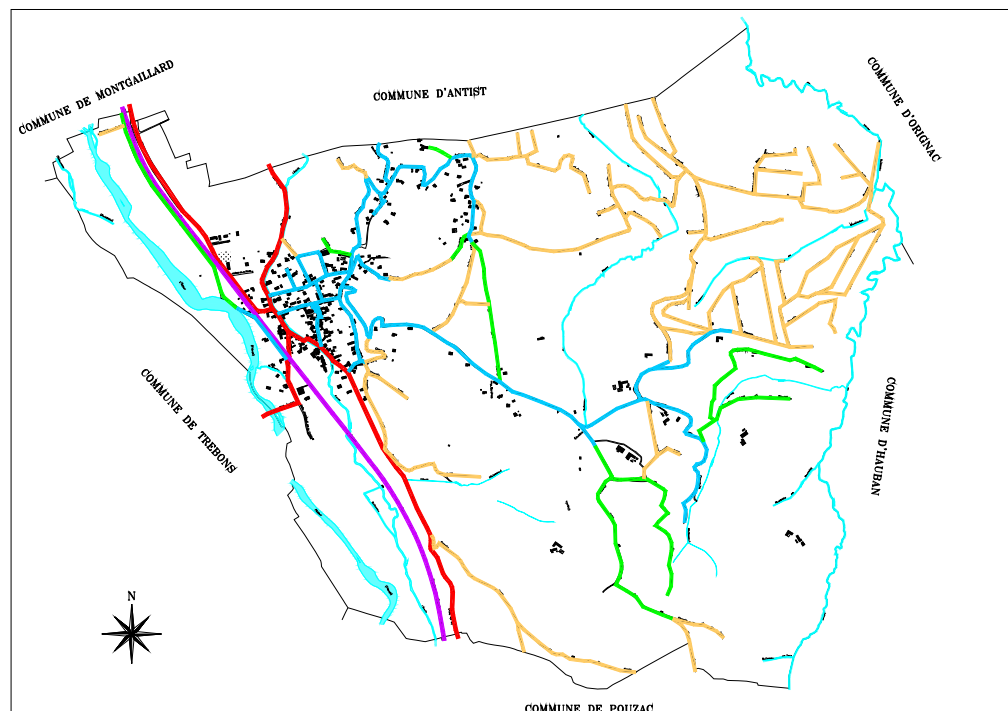 COMMUNE DE MONTGAILLARD
COMMUNE D'ANTIST
COMMUNE D'ORIGNAC
COMMUNE DE TREBONS
COMMUNE D'HAUBAN
N
COMMUNE DE POUZAC